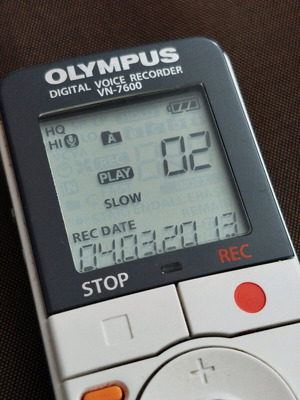 OLYMPUS
DIGITAL VOICE RECORDER
VN-7600
HQ
HI A
02
PLAY
SLOW
REC DATE
04.03.2013
STOP REC
+